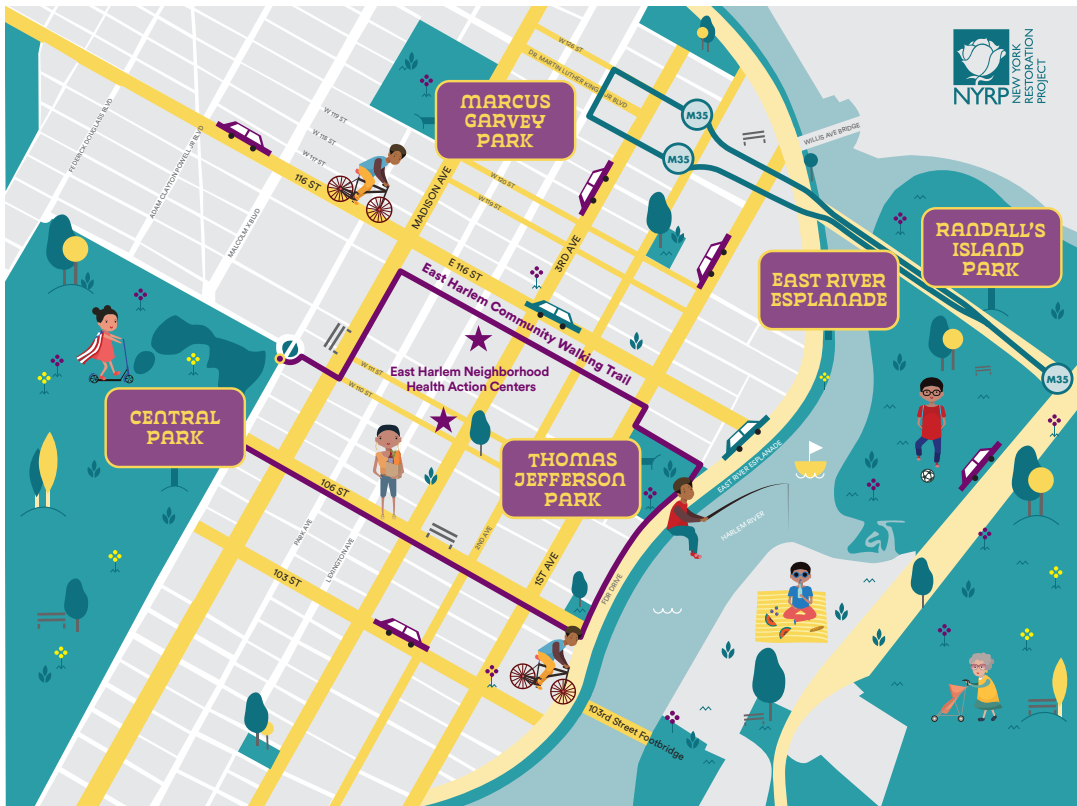 NYRP
NEW YORK
RESTORATION
PROJECT
W 126 ST
DR. MARTIN LUTHER KING JR BLVD
M35
M35
WILLIS AVE BRIDGE
MARCUS
GARVEY
PARK
FEDERICK DOUGLASS BLVD
ADAM CLAYTON POWELL JR BLVD
MALCOLM X BLVD
W 119 ST
W 118 ST
W 117 ST
116 ST
MADISON AVE
W 120 ST
W 119 ST
3RD AVE
RANDALL'S
ISLAND
PARK
EAST RIVER
ESPLANADE
E 116 ST
East Harlem Community Walking Trail
East Harlem Neighborhood
Health Action Centers
W 111 ST
W 110 ST
M35
CENTRAL
PARK
THOMAS
JEFFERSON
PARK
EAST RIVER ESPLANADE
HARLEM RIVER
106 ST
PARK AVE
LEXINGTON AVE
2ND AVE
1ST AVE
FDR DRIVE
103 ST
103rd Street Footbridge